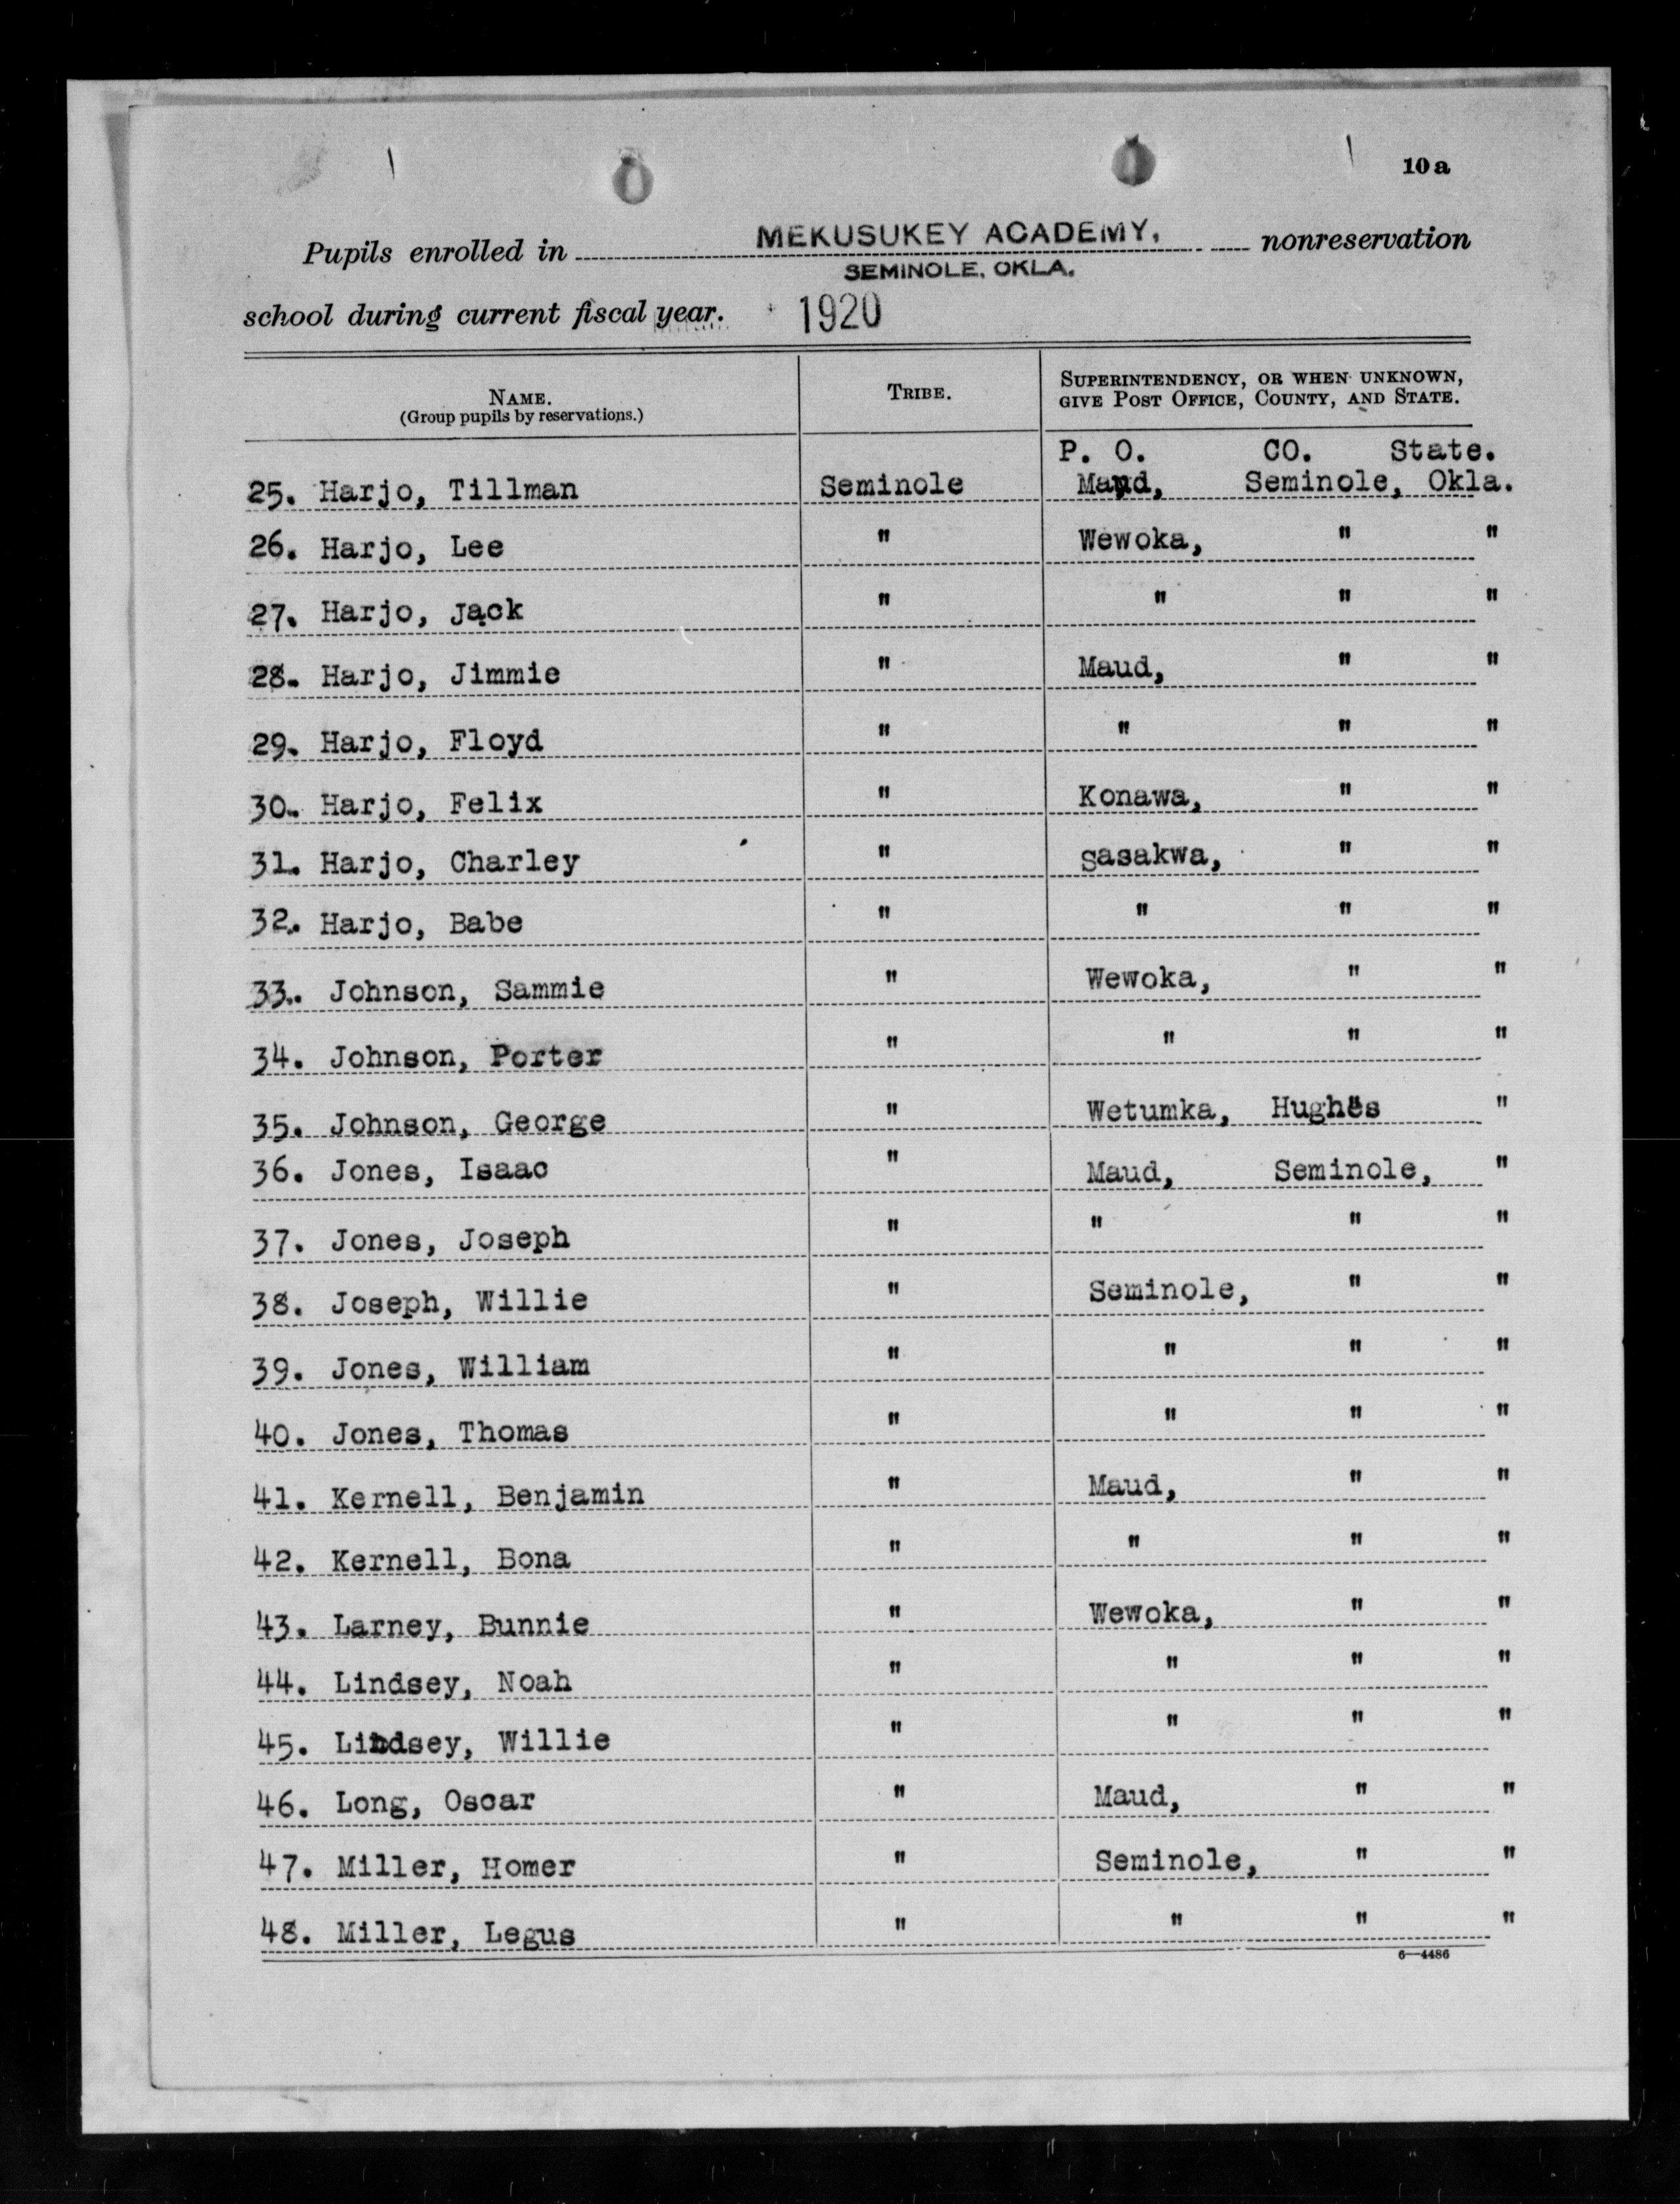 10 a
Pupils enrolled in MEKUSUKEY ACADEMY, nonreservation
SEMINOLE, OKLA.
school during current fiscal year. 1920
NAME. TRIBE. SUPERINTENDENCY, OR WHEN UNKNOWN,
(Group pupils by reservations.) GIVE POST OFFICE, COUNTY, AND STATE.
P. O. CO. State.
25. Harjo, Tillman Seminole Maud, Seminole, Okla.
26. Harjo, Lee " Wewoka, " "
27. Harjo, Jack " " " "
28. Harjo, Jimmie " Maud, " "
29. Harjo, Floyd " " " "
30. Harjo, Felix " Konawa, " "
31. Harjo, Charley " Sasakwa, " "
32. Harjo, Babe " " " "
33. Johnson, Sammie " Wewoka, " "
34. Johnson, Porter " " " "
35. Johnson, George " Wetumka, Hughes "
36. Jones, Isaac " Maud, Seminole, "
37. Jones, Joseph " " " "
38. Joseph, Willie " Seminole, " "
39. Jones, William " " " "
40. Jones, Thomas " " " "
41. Kernell, Benjamin " Maud, " "
42. Kernell, Bona " " " "
43. Larney, Bunnie " Wewoka, " "
44. Lindsey, Noah " " " "
45. Lindsey, Willie " " " "
46. Long, Oscar " Maud, " "
47. Miller, Homer " Seminole, " "
48. Miller, Legus " " " "
6—4486